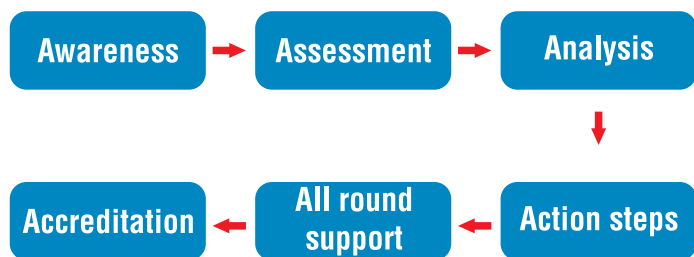 Awareness
Assessment
Analysis
Action steps
All round
support
Accreditation